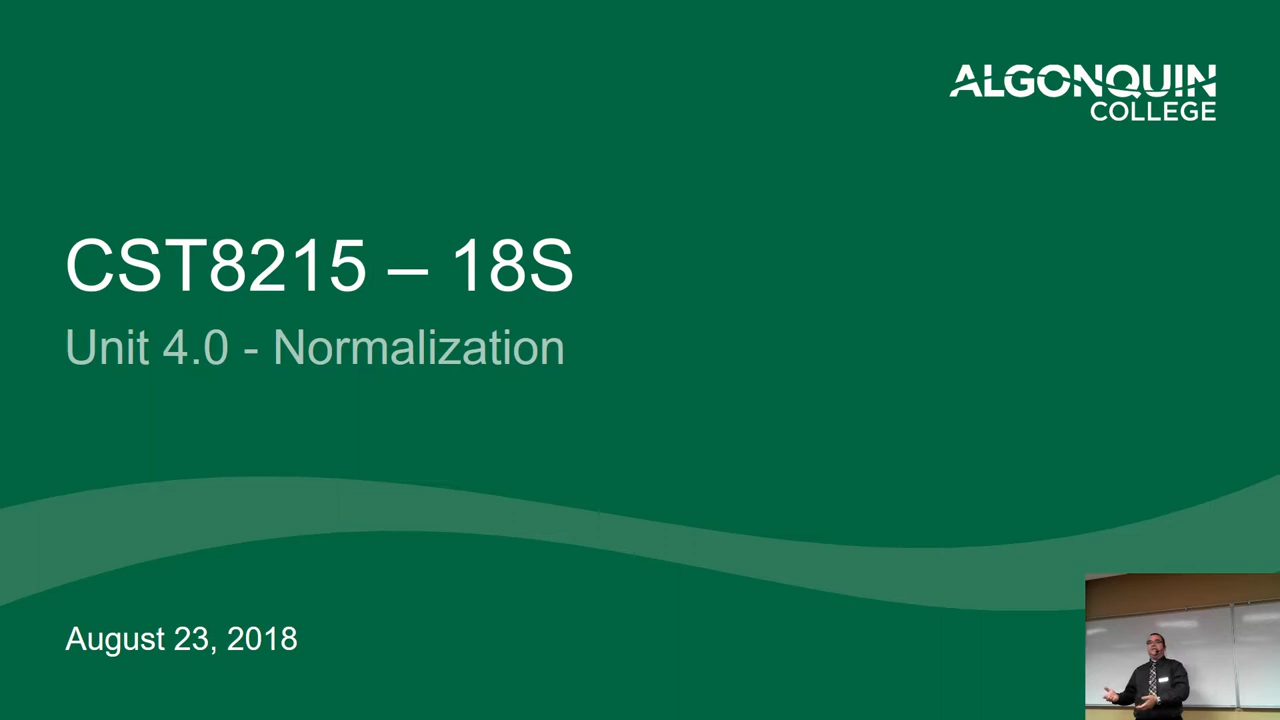 ALGONQUIN
COLLEGE
CST8215 – 18S
Unit 4.0 - Normalization
August 23, 2018